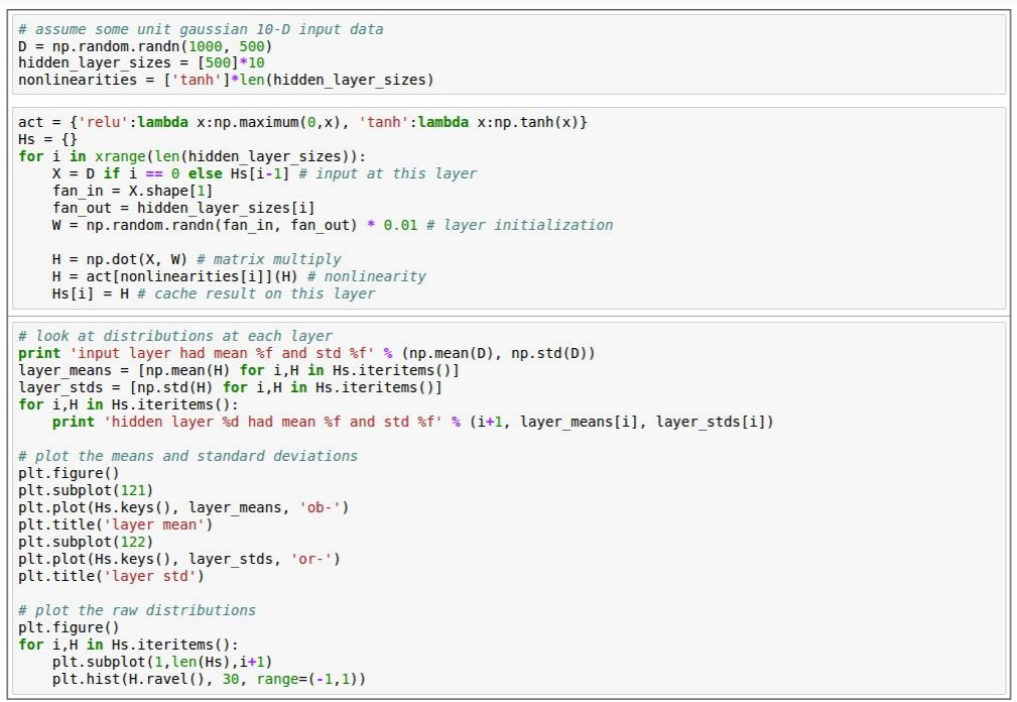 # assume some unit gaussian 10-D input data
D = np.random.randn(1000, 500)
hidden_layer_sizes = [500]*10
nonlinearities = ['tanh']*len(hidden_layer_sizes)
act = {'relu':lambda x:np.maximum(0,x), 'tanh':lambda x:np.tanh(x)}
Hs = {}
for i in xrange(len(hidden_layer_sizes)):
    X = D if i == 0 else Hs[i-1] # input at this layer
    fan_in = X.shape[1]
    fan_out = hidden_layer_sizes[i]
    W = np.random.randn(fan_in, fan_out) * 0.01 # layer initialization
    H = np.dot(X, W) # matrix multiply
    H = act[nonlinearities[i]](H) # nonlinearity
    Hs[i] = H # cache result on this layer
# look at distributions at each layer
print 'input layer had mean %f and std %f' % (np.mean(D), np.std(D))
layer_means = [np.mean(H) for i,H in Hs.iteritems()]
layer_stds = [np.std(H) for i,H in Hs.iteritems()]
for i,H in Hs.iteritems():
    print 'hidden layer %d had mean %f and std %f' % (i+1, layer_means[i], layer_stds[i])
# plot the means and standard deviations
plt.figure()
plt.subplot(121)
plt.plot(Hs.keys(), layer_means, 'ob-')
plt.title('layer mean')
plt.subplot(122)
plt.plot(Hs.keys(), layer_stds, 'or-')
plt.title('layer std')
# plot the raw distributions
plt.figure()
for i,H in Hs.iteritems():
    plt.subplot(1,len(Hs),i+1)
    plt.hist(H.ravel(), 30, range=(-1,1))